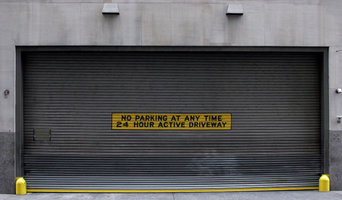 NO PARKING AT ANY TIME
24 HOUR ACTIVE DRIVEWAY